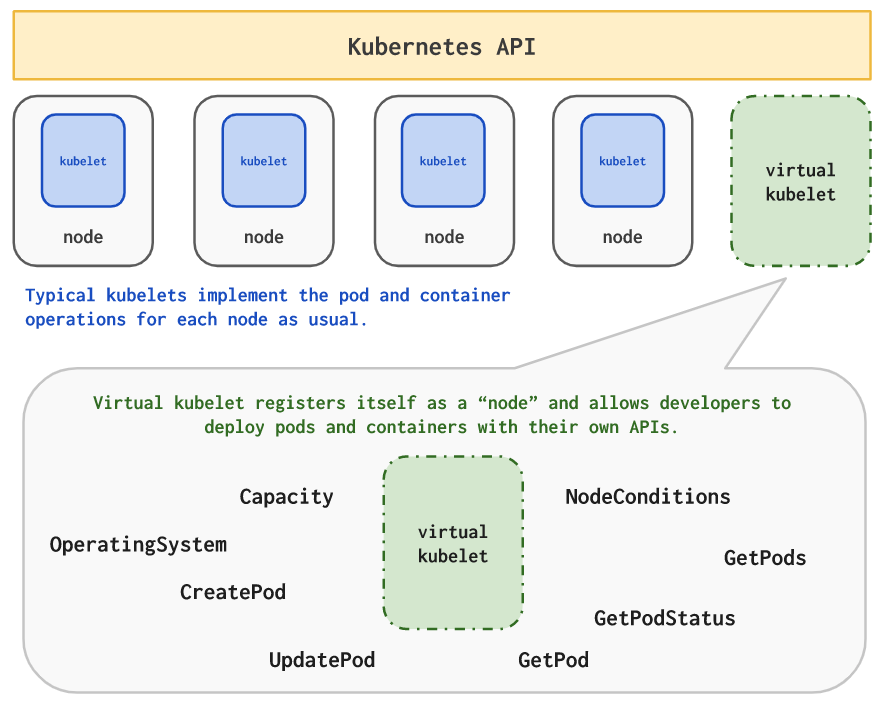 Kubernetes API
kubelet
kubelet
kubelet
kubelet
virtual
kubelet
node
node
node
node
Typical kubelets implement the pod and container
operations for each node as usual.
Virtual kubelet registers itself as a “node” and allows developers to
deploy pods and containers with their own APIs.
Capacity
NodeConditions
virtual
kubelet
OperatingSystem
GetPods
CreatePod
GetPodStatus
UpdatePod
GetPod